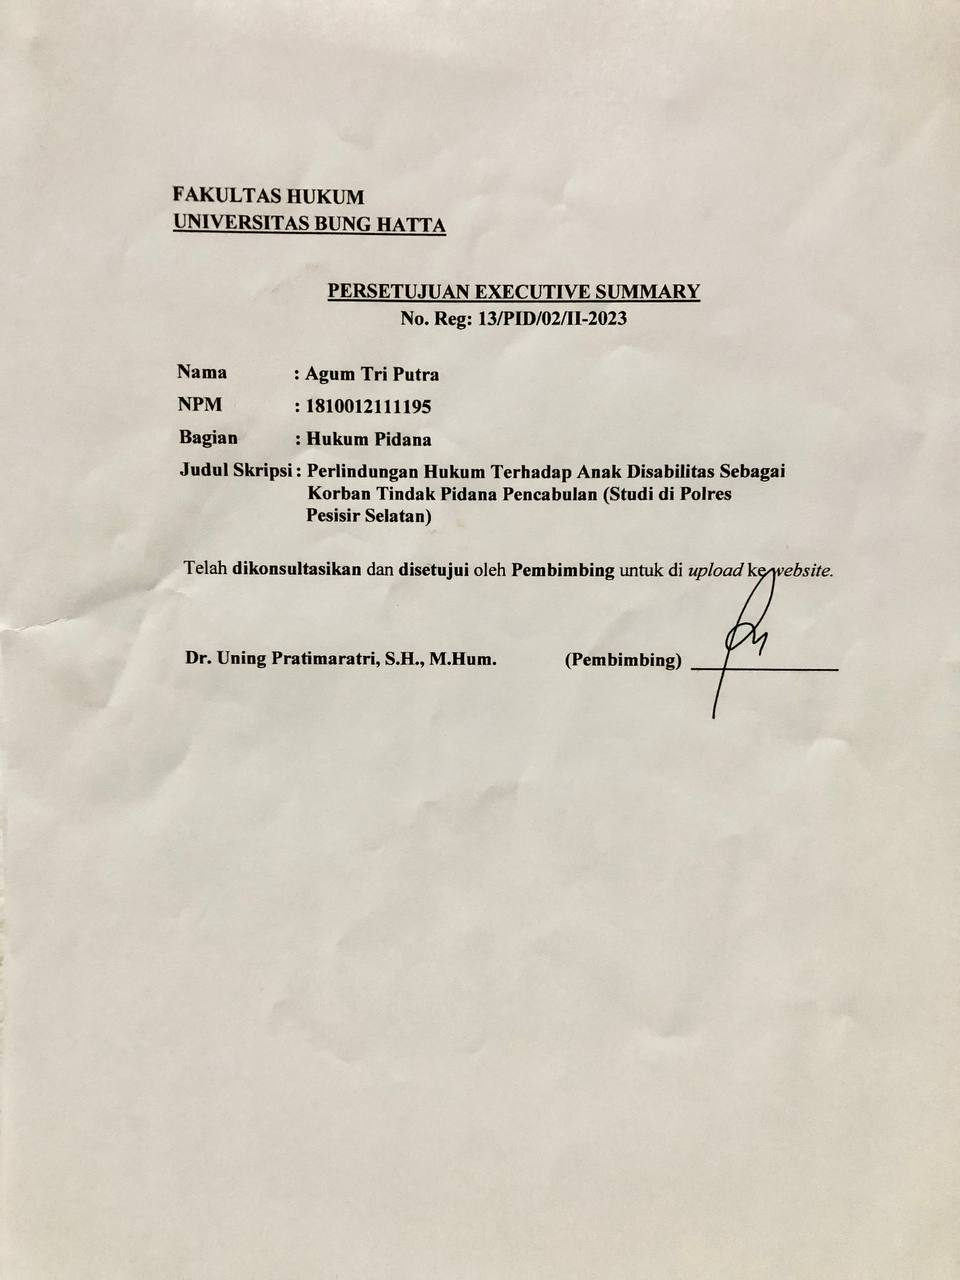 FAKULTAS HUKUM
UNIVERSITAS BUNG HATTA
PERSETUJUAN EXECUTIVE SUMMARY
No. Reg: 13/PID/02/II-2023
Nama : Agum Tri Putra
NPM : 1810012111195
Bagian : Hukum Pidana
Judul Skripsi : Perlindungan Hukum Terhadap Anak Disabilitas Sebagai
Korban Tindak Pidana Pencabulan (Studi di Polres
Pesisir Selatan)
Telah dikonsultasikan dan disetujui oleh Pembimbing untuk di upload ke website.
Dr. Uning Pratimaratri, S.H., M.Hum. (Pembimbing)